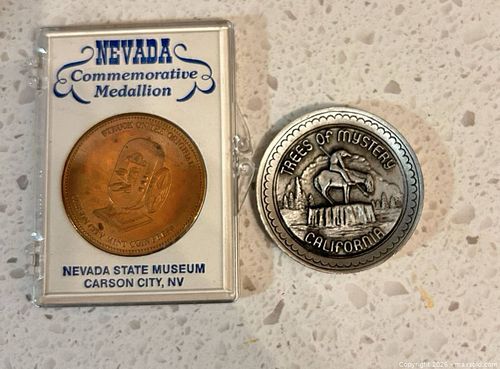 NEVADA
Commemorative
Medallion
NEVADA STATE MUSEUM
CARSON CITY, NV
TREES OF MYSTERY
CALIFORNIA
Copyright 2026 - maxsold.com